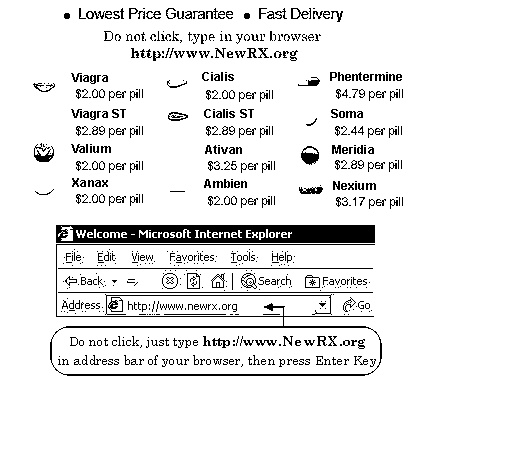 • Lowest Price Guarantee • Fast Delivery
Do not click, type in your browser
http://www.NewRX.org
Viagra Cialis Phentermine
$2.00 per pill $2.00 per pill $4.79 per pill
Viagra ST Cialis ST Soma
$2.89 per pill $2.89 per pill $2.44 per pill
Valium Ativan Meridia
$2.00 per pill $3.25 per pill $2.89 per pill
Xanax Ambien Nexium
$2.00 per pill $2.00 per pill $3.17 per pill
Welcome - Microsoft Internet Explorer
File Edit View Favorites Tools Help
Back Search Favorites
Address http://www.newrx.org Go
Do not click, just type http://www.NewRX.org
in address bar of your browser, then press Enter Key